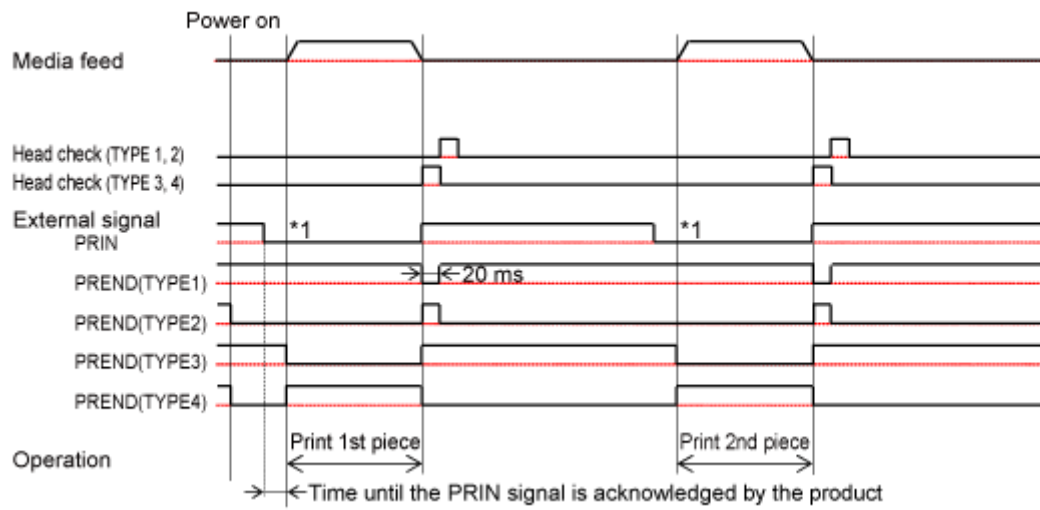 Power on
Media feed
Head check (TYPE 1, 2)
Head check (TYPE 3, 4)
External signal
PRIN
*1
*1
PREND(TYPE1)
20 ms
PREND(TYPE2)
PREND(TYPE3)
PREND(TYPE4)
Print 1st piece
Print 2nd piece
Operation
Time until the PRIN signal is acknowledged by the product